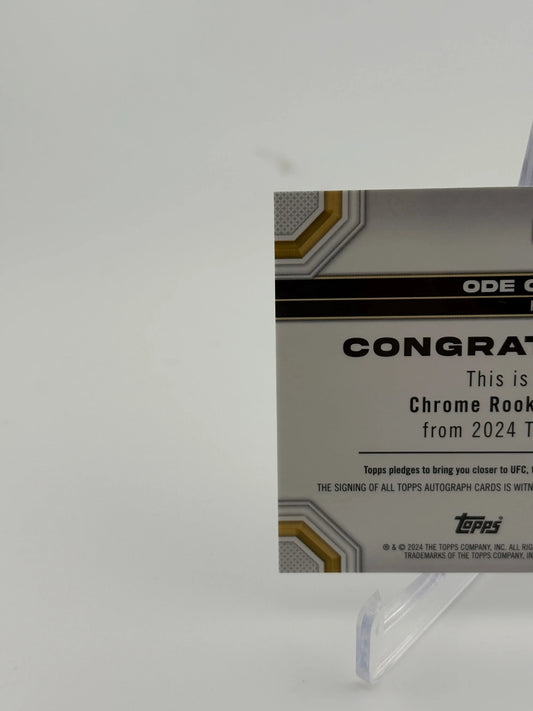 ODE
CONGRAT
This is
Chrome Rook
from 2024 T
Topps pledges to bring you closer to UFC,
THE SIGNING OF ALL TOPPS AUTOGRAPH CARDS IS WITN
Topps
® & © 2024 THE TOPPS COMPANY, INC. ALL RIG
TRADEMARKS OF THE TOPPS COMPANY, IN